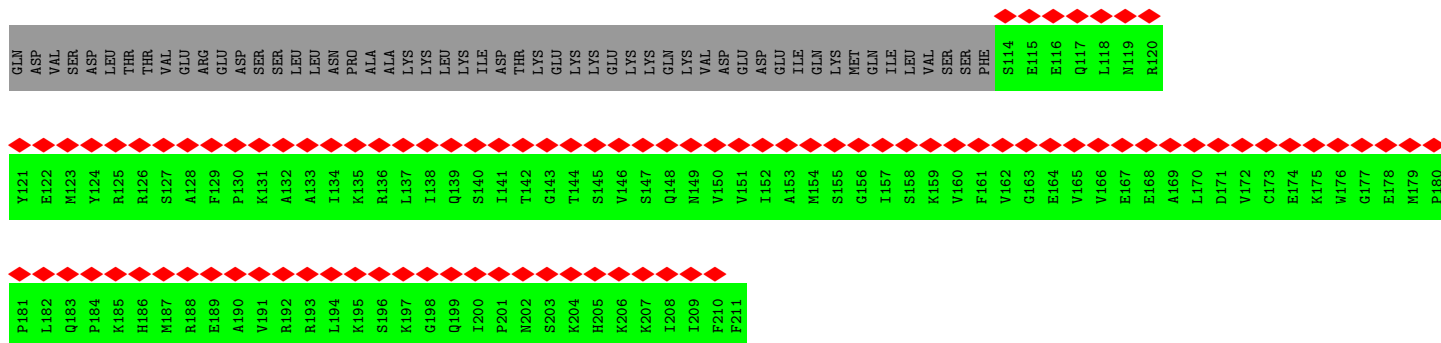 GLN ASP VAL SER ASP LEU THR THR VAL GLU ARG GLU ASP SER SER LEU LEU ASN PRO ALA ALA LYS LYS LEU LYS ILE ASP THR LYS GLU LYS LYS GLU LYS LYS GLN LYS VAL ASP GLU ASP GLU ILE GLN LYS MET GLN ILE LEU VAL SER SER PHE S114 E115 E116 Q117 L118 N119 R120
Y121 E122 M123 Y124 R125 R126 S127 A128 F129 P130 K131 A132 A133 I134 K135 R136 L137 I138 Q139 S140 I141 T142 G143 T144 S145 V146 S147 Q148 N149 V150 V151 I152 A153 M154 S155 G156 I157 S158 K159 V160 F161 V162 G163 E164 V165 V166 E167 E168 A169 L170 D171 V172 C173 E174 K175 W176 G177 E178 M179 P180
P181 L182 Q183 P184 K185 H186 M187 R188 E189 A190 V191 R192 R193 L194 K195 S196 K197 G198 Q199 I200 P201 N202 S203 K204 H205 K206 K207 I208 I209 F210 F211